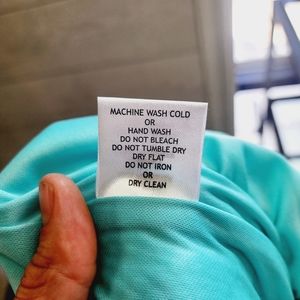 MACHINE WASH COLD
OR
HAND WASH
DO NOT BLEACH
DO NOT TUMBLE DRY
DRY FLAT
DO NOT IRON
OR
DRY CLEAN